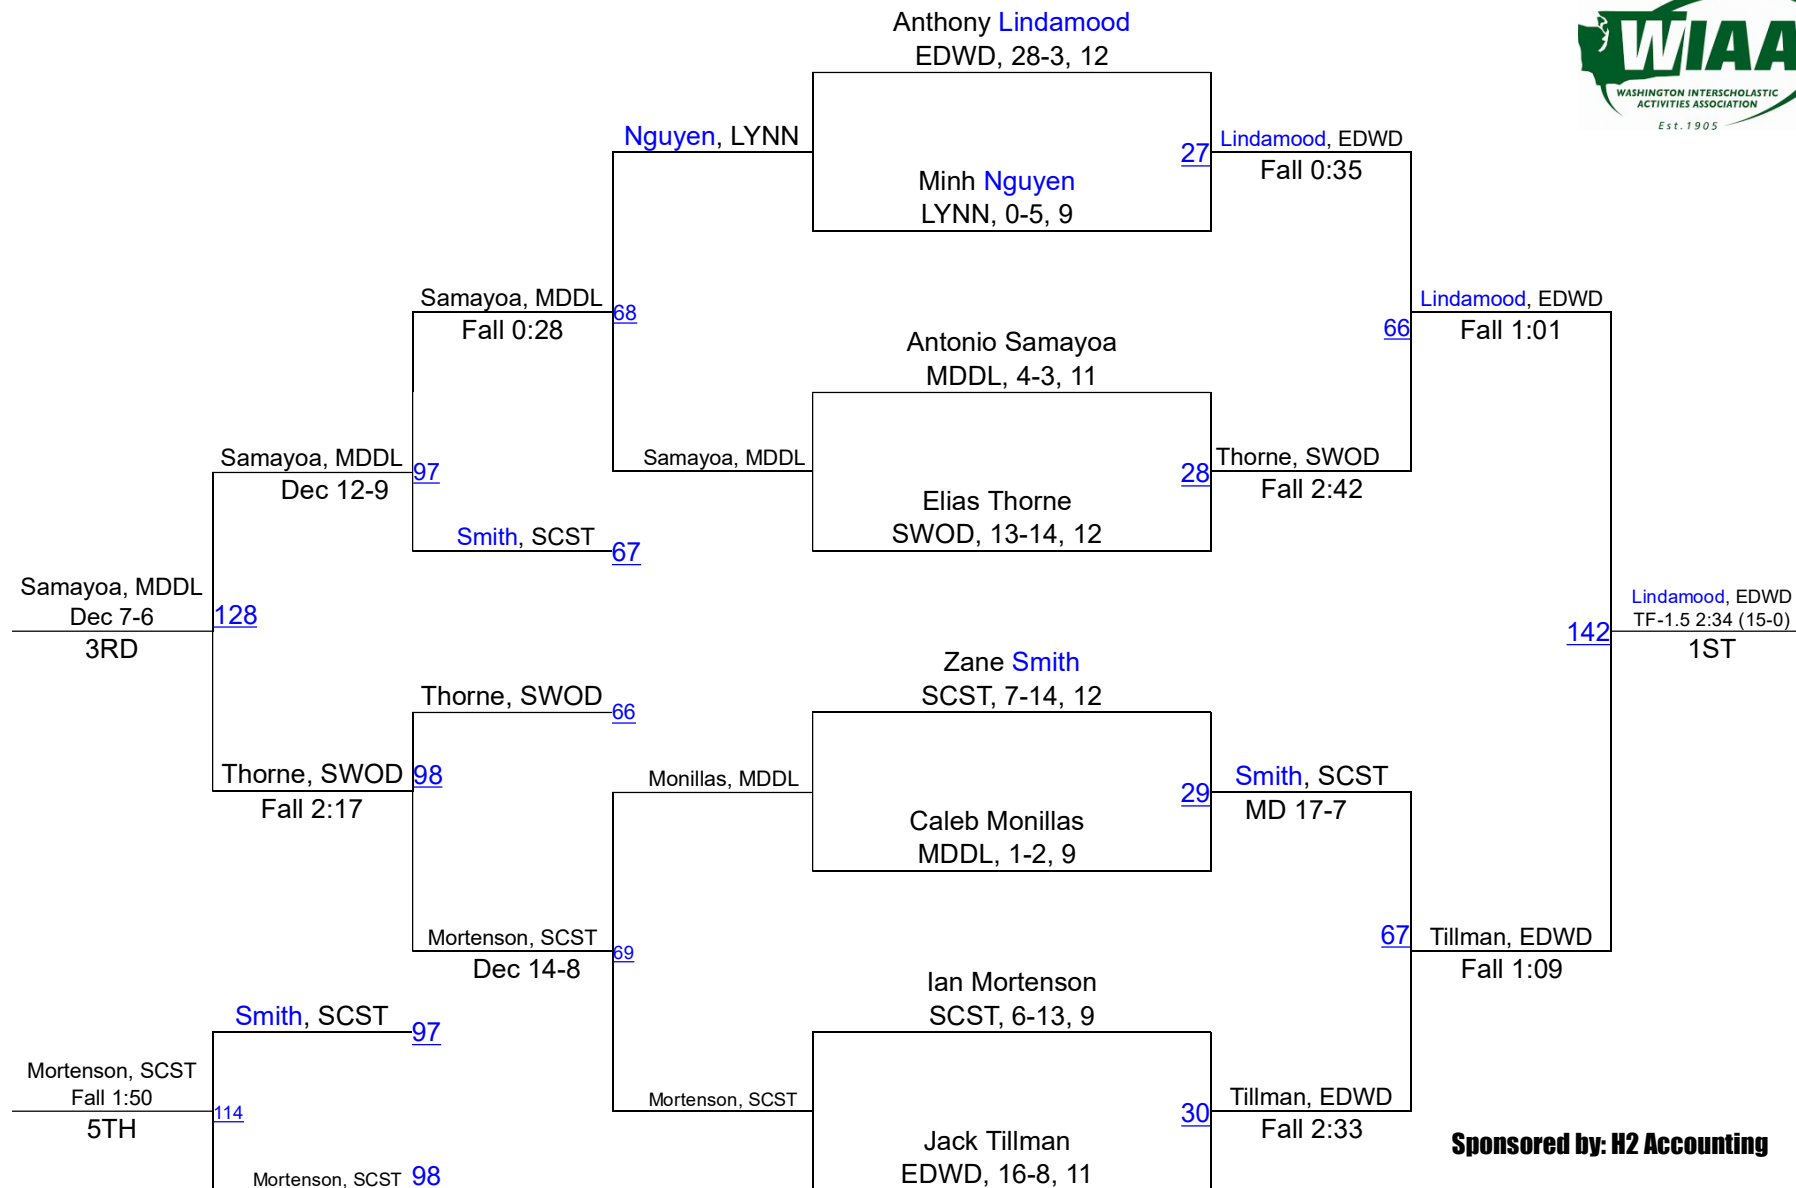 Anthony Lindamood
EDWD, 28-3, 12
WIAA
WASHINGTON INTERSCHOLASTIC
ACTIVITIES ASSOCIATION
Est. 1905
Nguyen, LYNN
27
Lindamood, EDWD
Fall 0:35
Minh Nguyen
LYNN, 0-5, 9
Samayoa, MDDL
Fall 0:28
68
Lindamood, EDWD
Fall 1:01
66
Antonio Samayoa
MDDL, 4-3, 11
Samayoa, MDDL
Dec 12-9
97
Samayoa, MDDL
28
Thorne, SWOD
Fall 2:42
Elias Thorne
SWOD, 13-14, 12
Smith, SCST
67
Samayoa, MDDL
Dec 7-6
3RD
128
142
Lindamood, EDWD
TF-1.5 2:34 (15-0)
1ST
Zane Smith
SCST, 7-14, 12
Thorne, SWOD
66
Thorne, SWOD
Fall 2:17
98
Monillas, MDDL
29
Smith, SCST
MD 17-7
Caleb Monillas
MDDL, 1-2, 9
Mortenson, SCST
Dec 14-8
69
67
Tillman, EDWD
Fall 1:09
Ian Mortenson
SCST, 6-13, 9
Smith, SCST
97
Mortenson, SCST
Fall 1:50
5TH
114
Mortenson, SCST
30
Tillman, EDWD
Fall 2:33
Jack Tillman
EDWD, 16-8, 11
Mortenson, SCST
98
Sponsored by: H2 Accounting